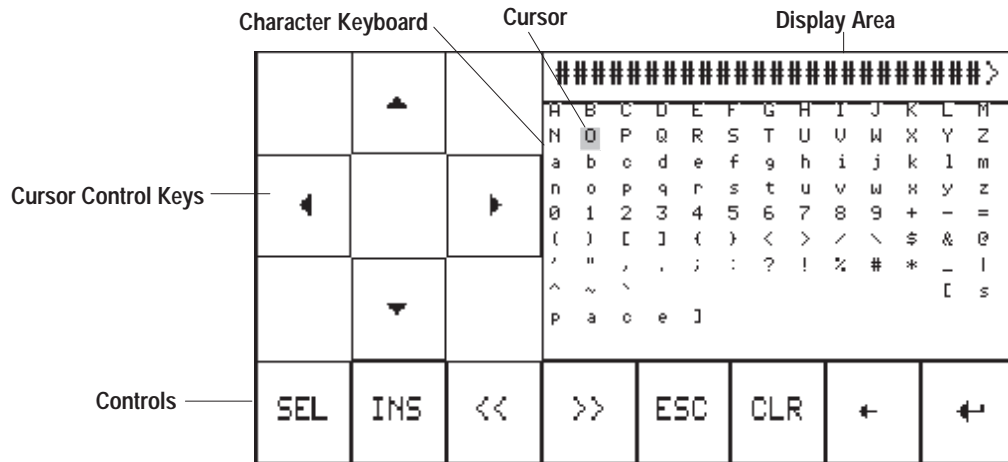 Character Keyboard Cursor Display Area
########################>
A B C D E F G H I J K L M
N O P Q R S T U V W X Y Z
a b c d e f g h i j k l m
n o p q r s t u v w x y z
Cursor Control Keys
0 1 2 3 4 5 6 7 8 9 + - =
( ) [ ] { } < > / \ $ & @
' " , . ; : ? ! % # * _ |
^ ~ ` [ s
p a c e ]
Controls
SEL INS << >> ESC CLR ← ↵